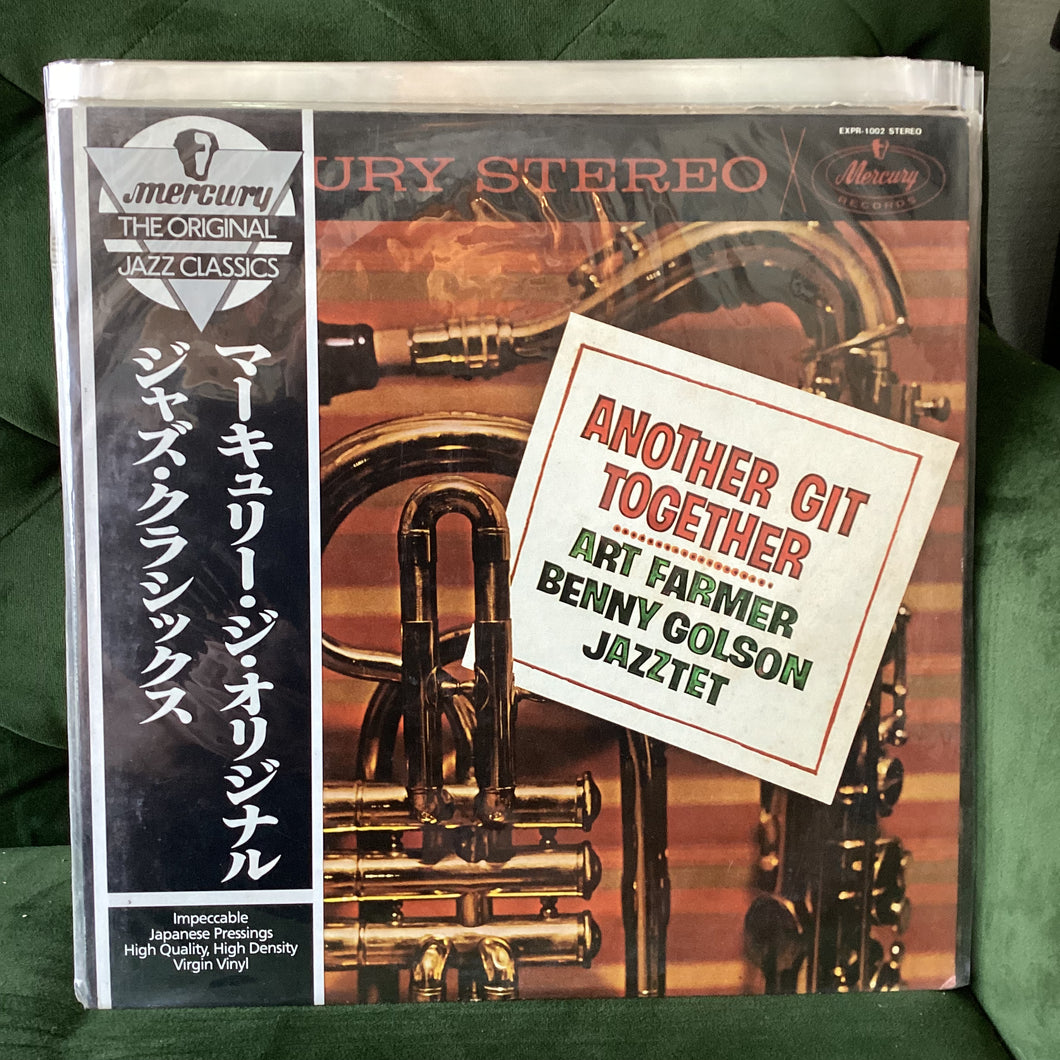 Mercury
THE ORIGINAL
JAZZ CLASSICS
マーキュリー・ジ・オリジナル
ジャズ・クラシックス
Impeccable
Japanese Pressings
High Quality, High Density
Virgin Vinyl
URY STEREO
EXPR-1002 STEREO
Mercury
RECORDS
ANOTHER GIT
TOGETHER
ART FARMER
BENNY GOLSON
JAZZTET